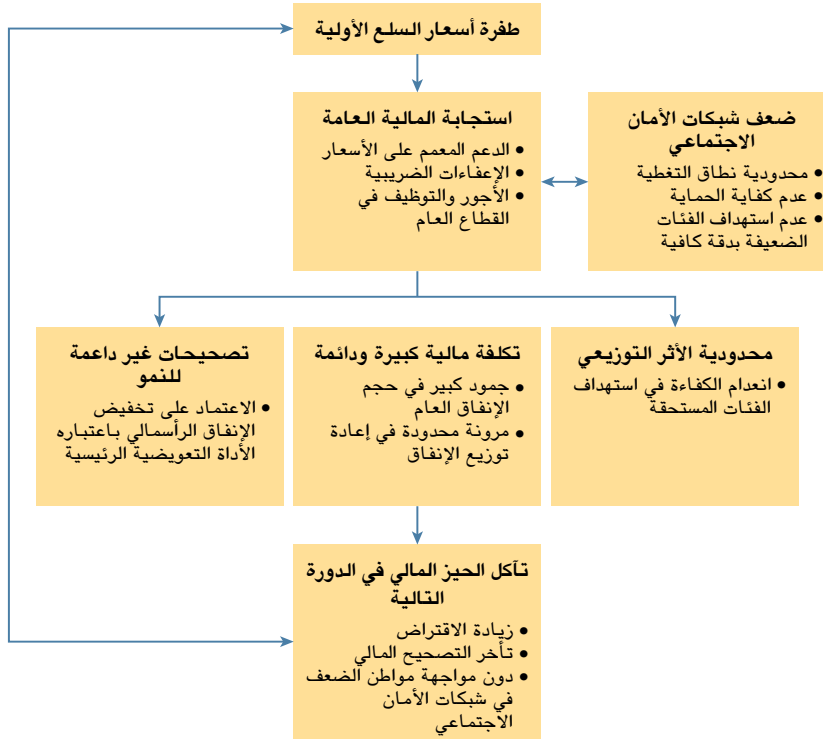 طفرة أسعار السلع الأولية
استجابة المالية العامة
• الدعم المعمم على الأسعار
• الإعفاءات الضريبية
• الأجور والتوظيف في
القطاع العام
ضعف شبكات الأمان
الاجتماعي
• محدودية نطاق التغطية
• عدم كفاية الحماية
• عدم استهداف الفئات
الضعيفة بدقة كافية
محدودية الأثر التوزيعي
• انعدام الكفاءة في استهداف
الفئات المستحقة
تكلفة مالية كبيرة ودائمة
• جمود كبير في حجم
الإنفاق العام
• مرونة محدودة في إعادة
توزيع الإنفاق
تصحيحات غير داعمة
للنمو
• الاعتماد على تخفيض
الإنفاق الرأسمالي باعتباره
الأداة التعويضية الرئيسية
تآكل الحيز المالي في الدورة
التالية
• زيادة الاقتراض
• تأخر التصحيح المالي
• دون مواجهة مواطن الضعف
في شبكات الأمان
الاجتماعي